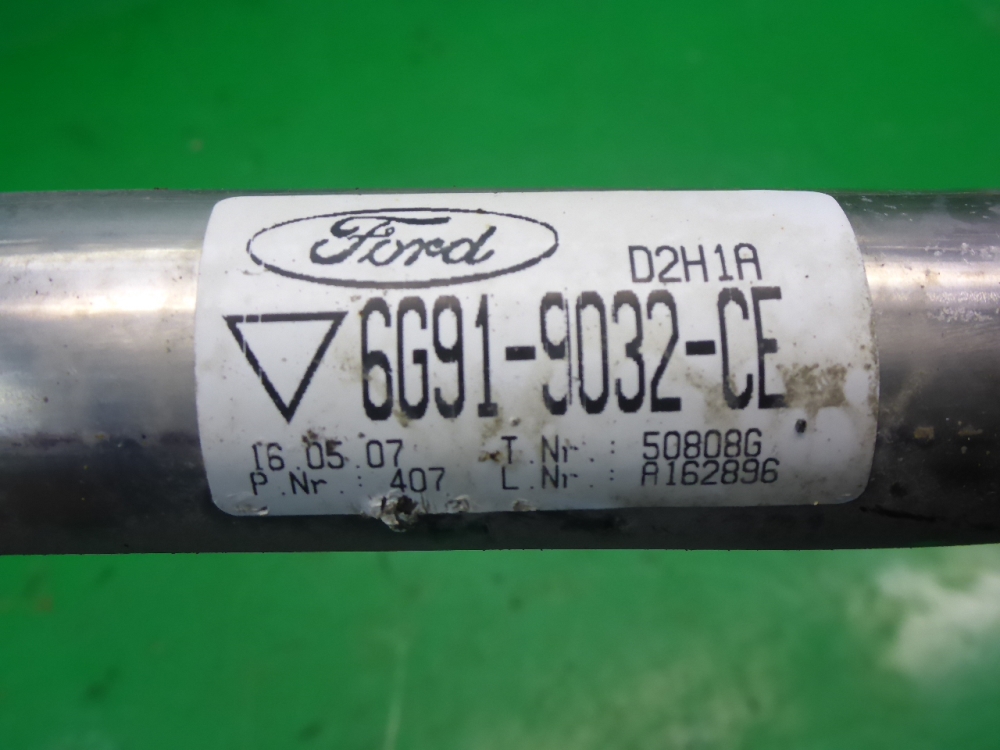 Ford
D2H1A
6G91-9032-CE
16.05.07 T.Nr.: 50808G
P.Nr.: 407 L.Nr.: A162896